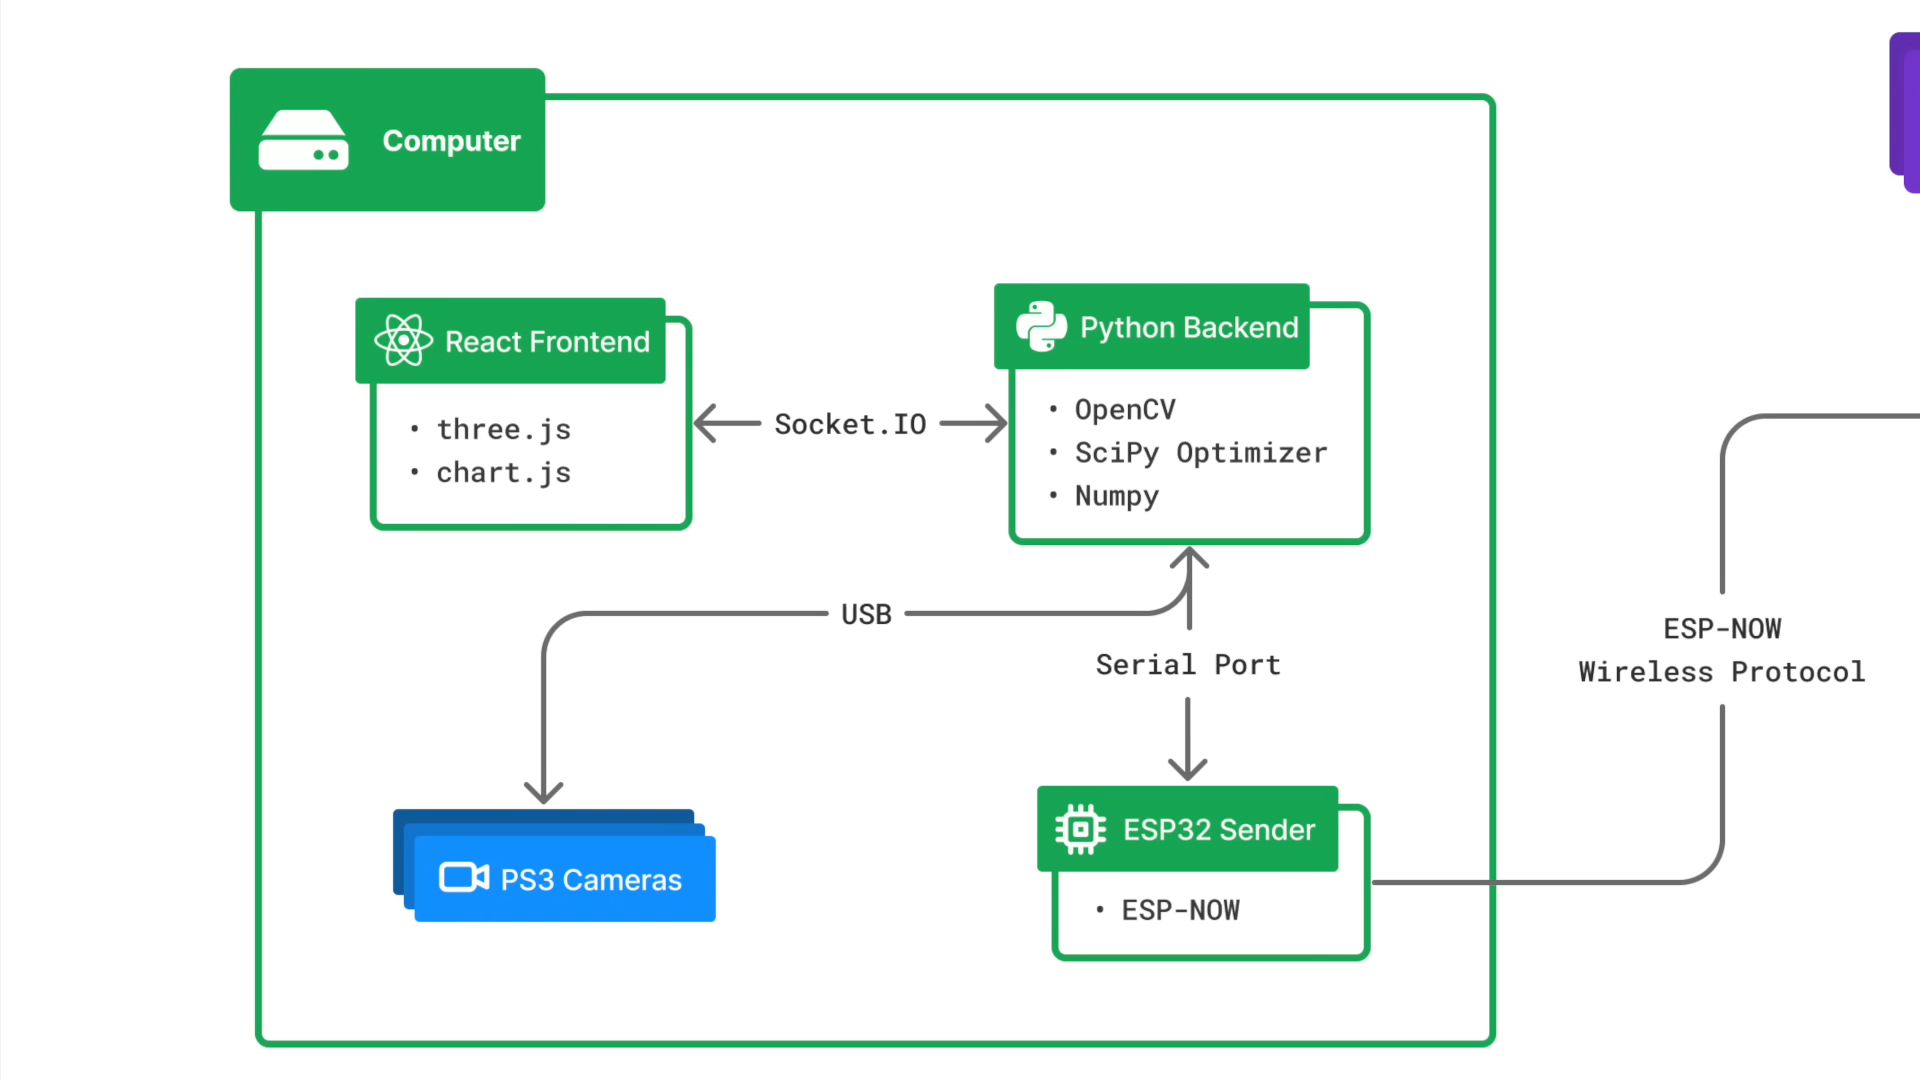 Computer
React Frontend
• three.js
• chart.js
Socket.IO
Python Backend
• OpenCV
• SciPy Optimizer
• Numpy
USB
Serial Port
ESP-NOW
Wireless Protocol
PS3 Cameras
ESP32 Sender
• ESP-NOW